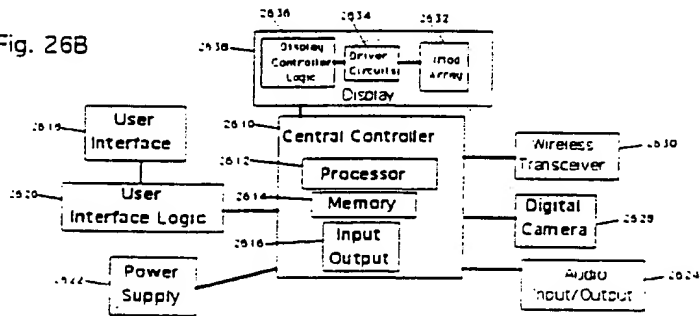 Fig. 26B
2636
2634
2632
2638
Display
Controller
Logic
Driver
Circuits
Imod
Array
Display
2610
Central Controller
User
Interface
2612
Processor
Wireless
Transceiver
2630
2620
User
Interface Logic
2614
Memory
Digital
Camera
2616
Input
Output
Power
Supply
Audio
Input/Output
2624